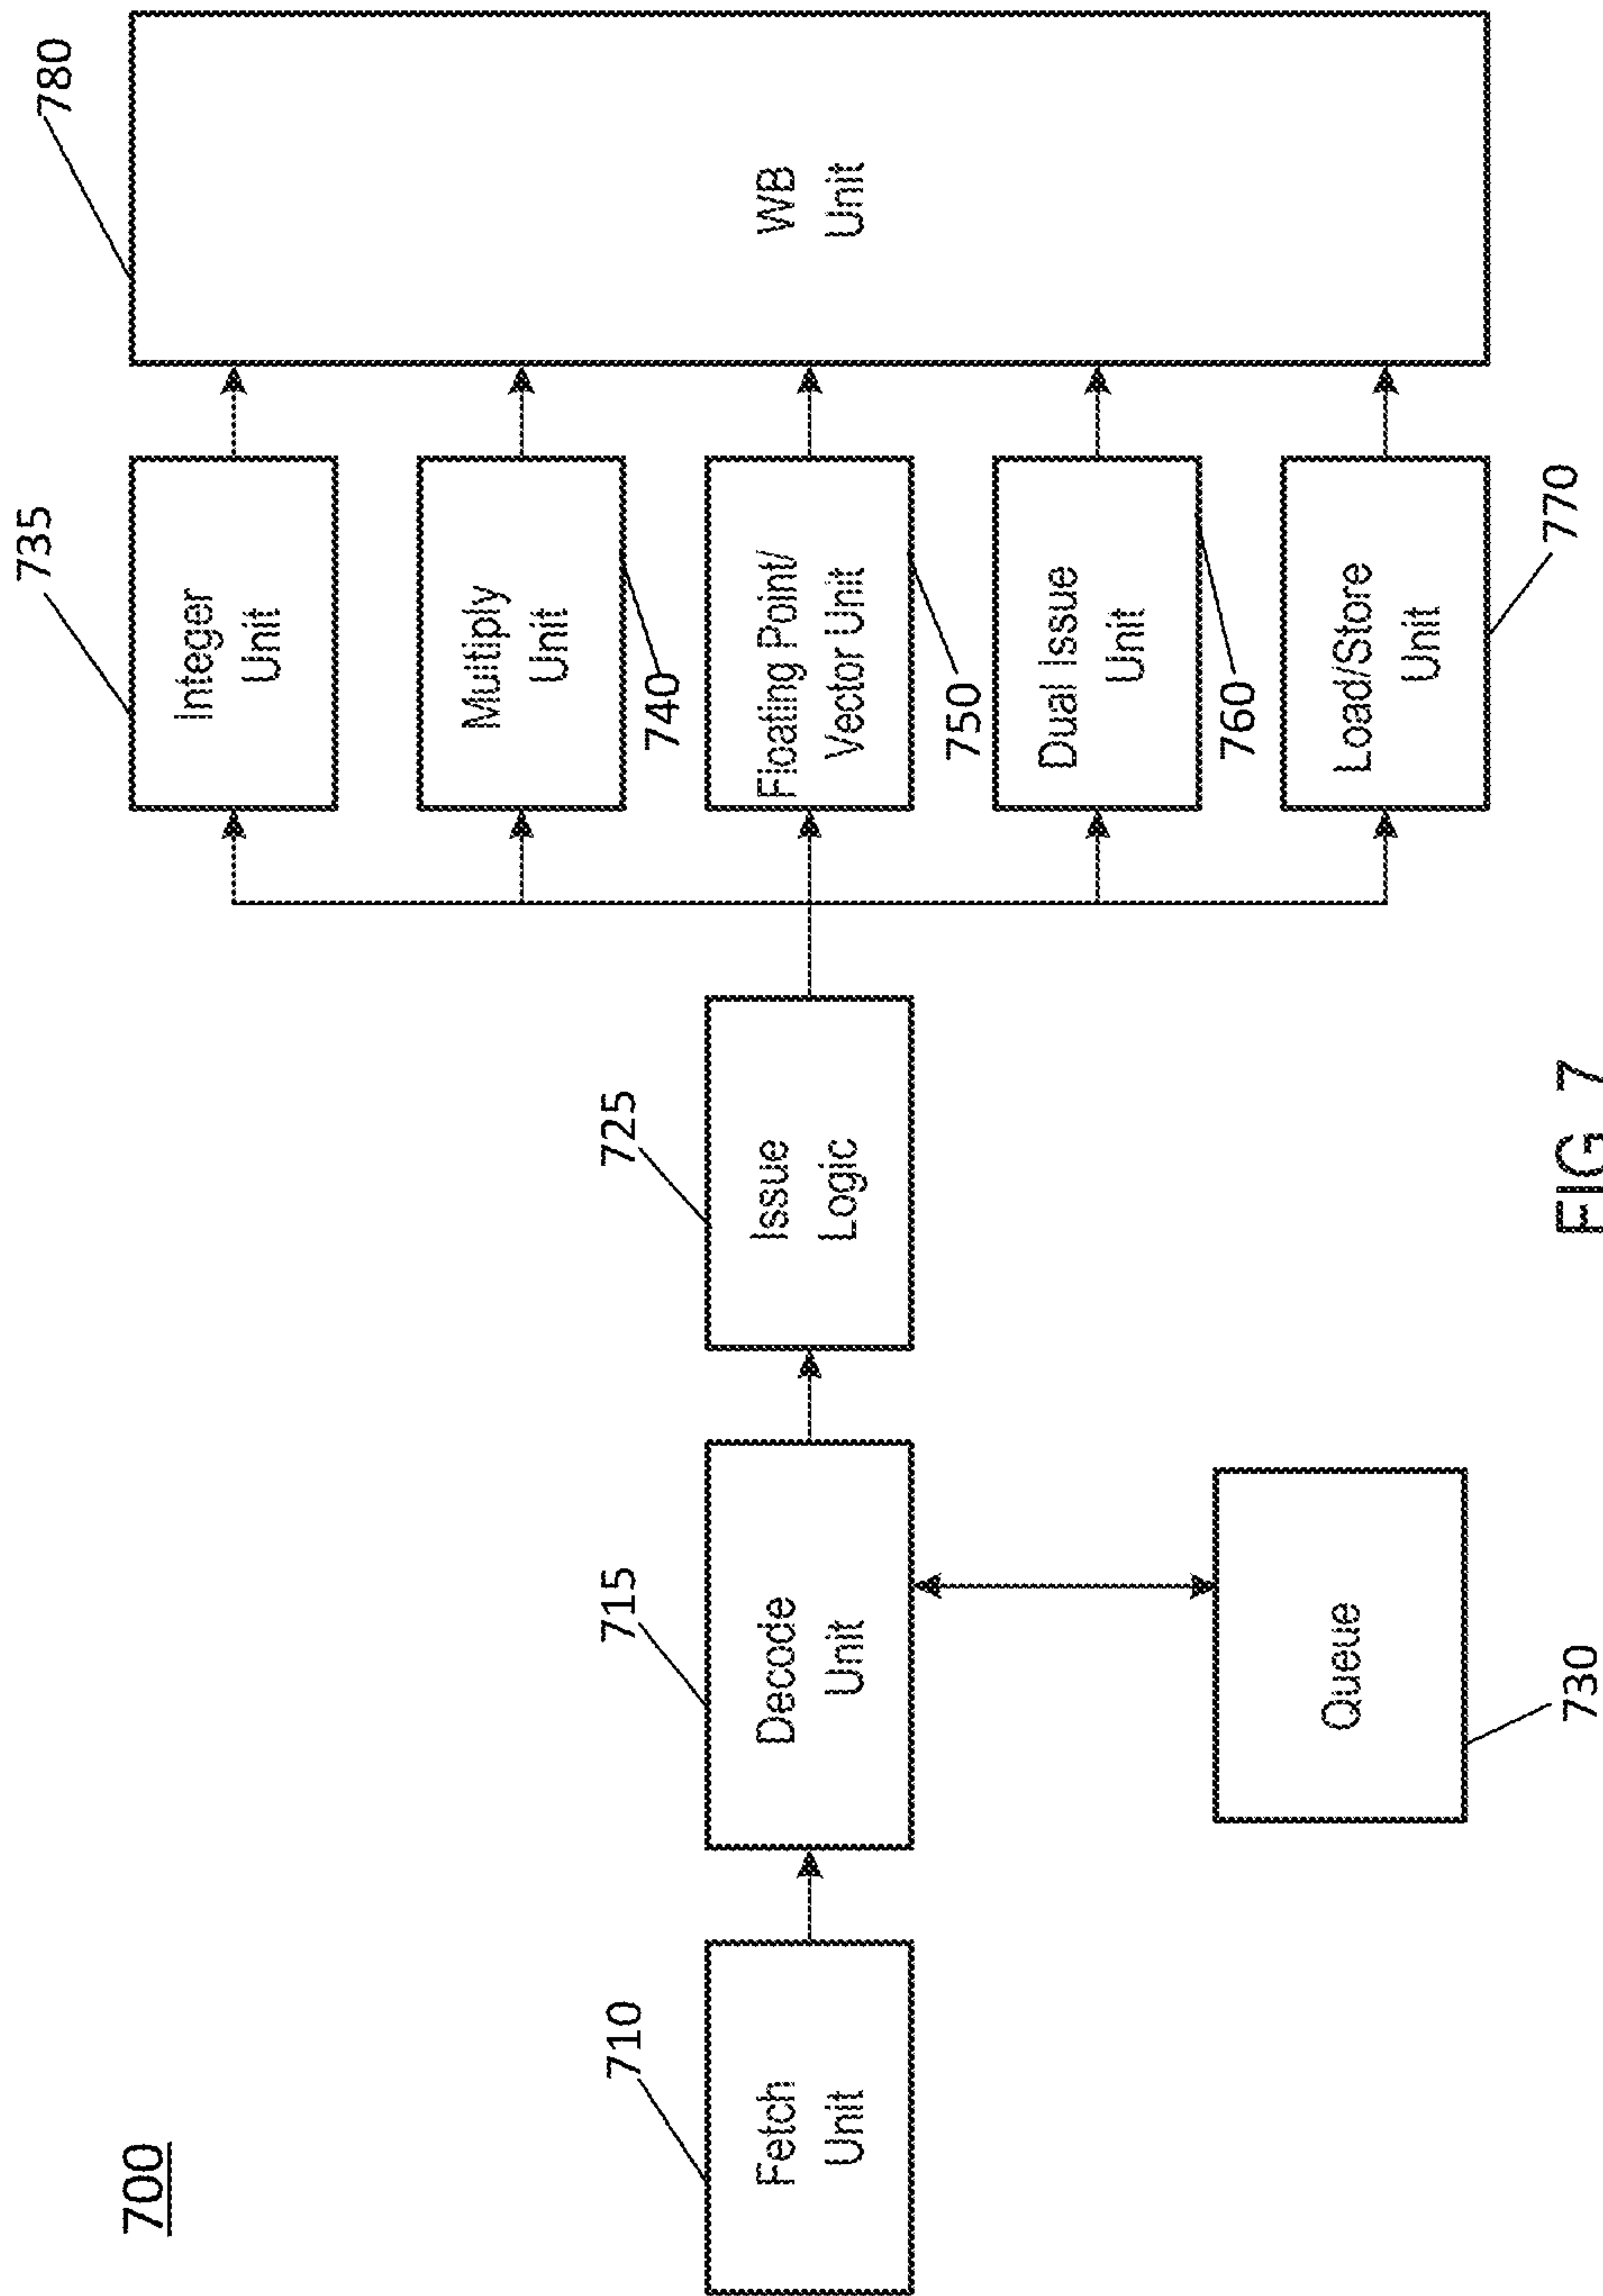 700
710
Fetch
Unit
715
Decode
Unit
730
Queue
725
Issue
Logic
735
Integer
Unit
740
Multiply
Unit
750
Floating Point/
Vector Unit
760
Dual Issue
Unit
770
Load/Store
Unit
780
WB
Unit
FIG 7